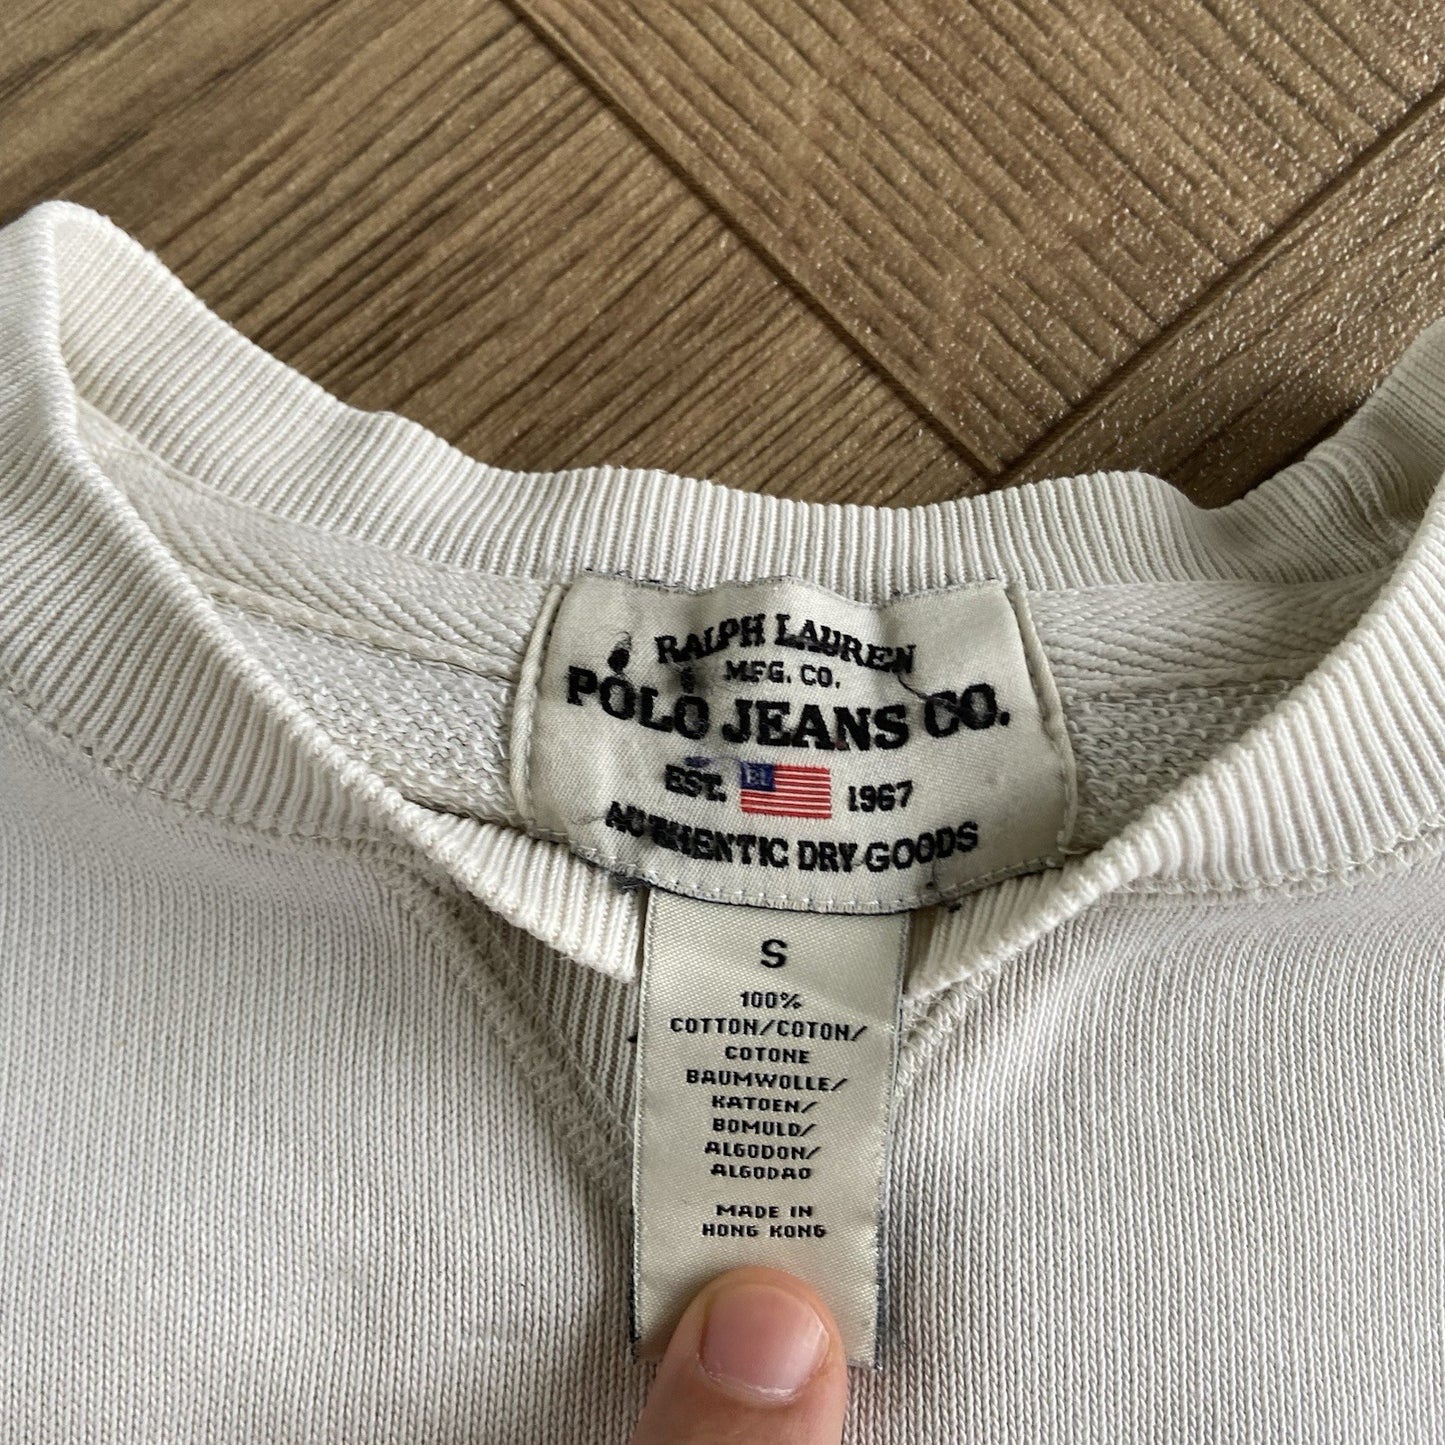 RALPH LAUREN
MFG. CO.
POLO JEANS CO.
EST. RL 1967
AUTHENTIC DRY GOODS
S
100%
COTTON/COTON/
COTONE
BAUMWOLLE/
KATOEN/
BOMULD/
ALGODON/
ALGODAO
MADE IN
HONG KONG